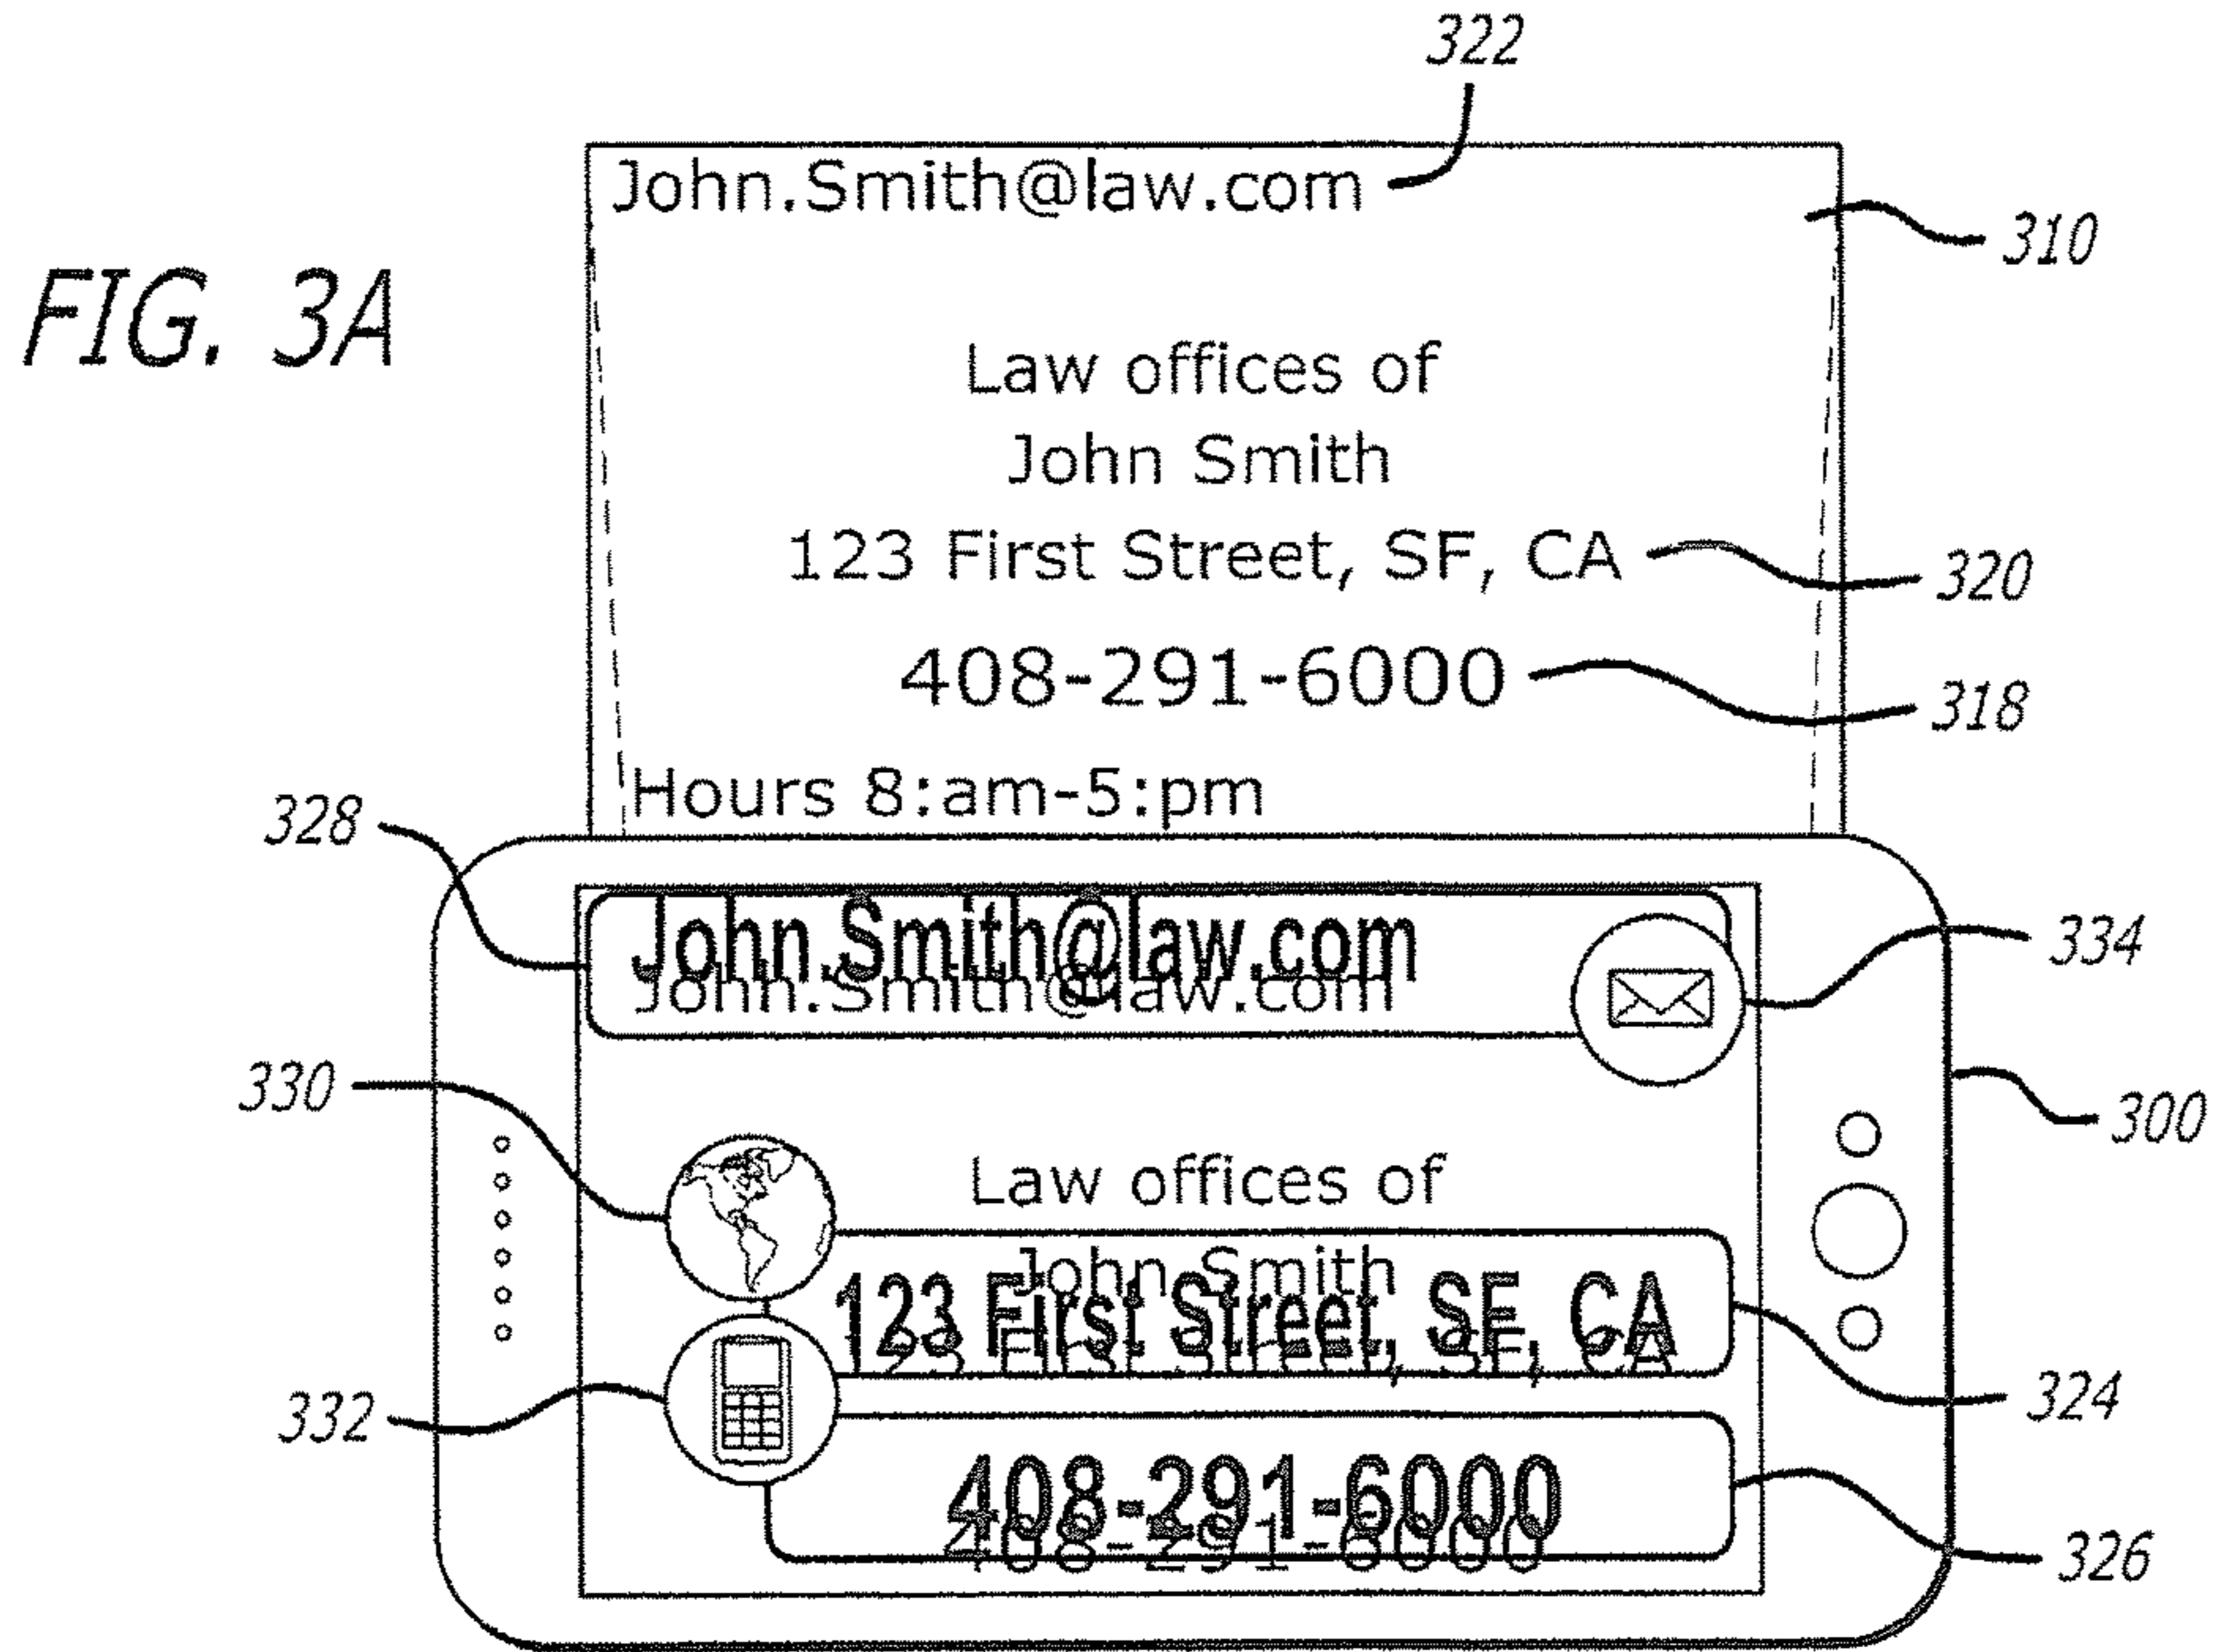 322
John.Smith@law.com
310
FIG. 3A
Law offices of
John Smith
123 First Street, SF, CA
320
408-291-6000
318
Hours 8:am-5:pm
328
John.Smith@law.com
John.Smith@law.com
334
330
300
Law offices of
John Smith
123 First Street, SF, CA
123 First Street, SF, CA
332
324
408-291-6000
408-291-6000
326